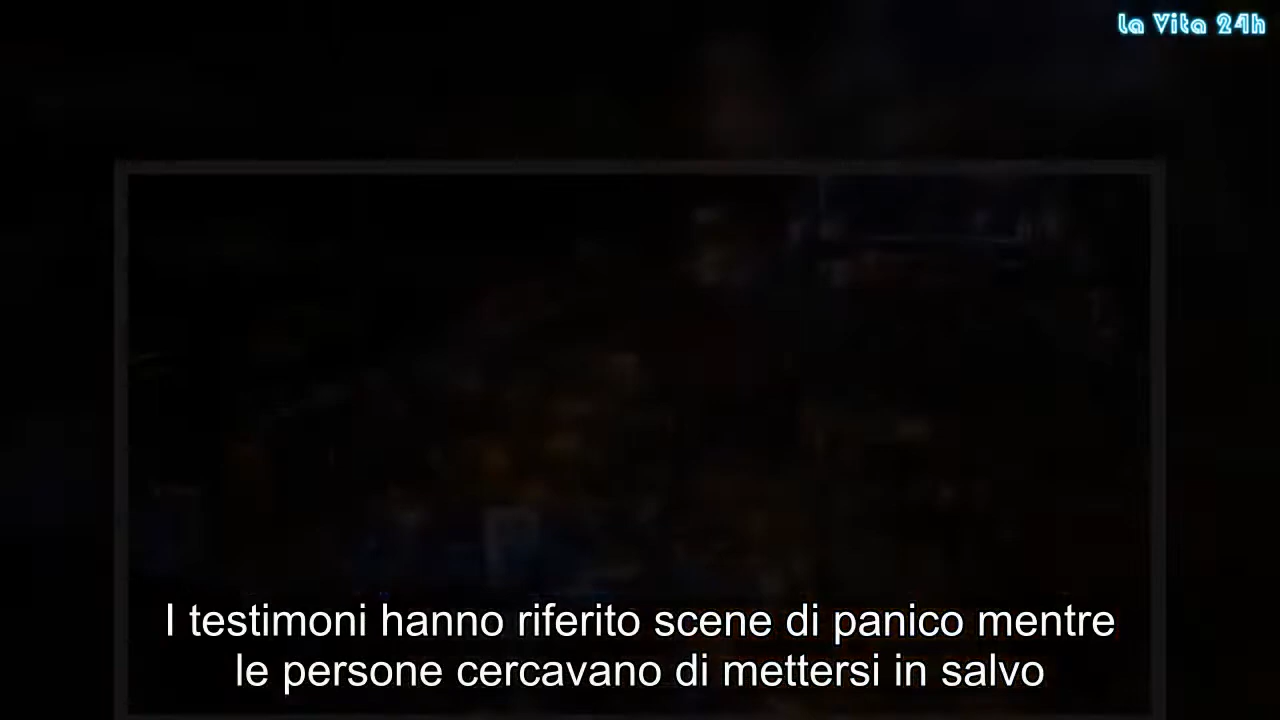 la Vita 24h
I testimoni hanno riferito scene di panico mentre
le persone cercavano di mettersi in salvo